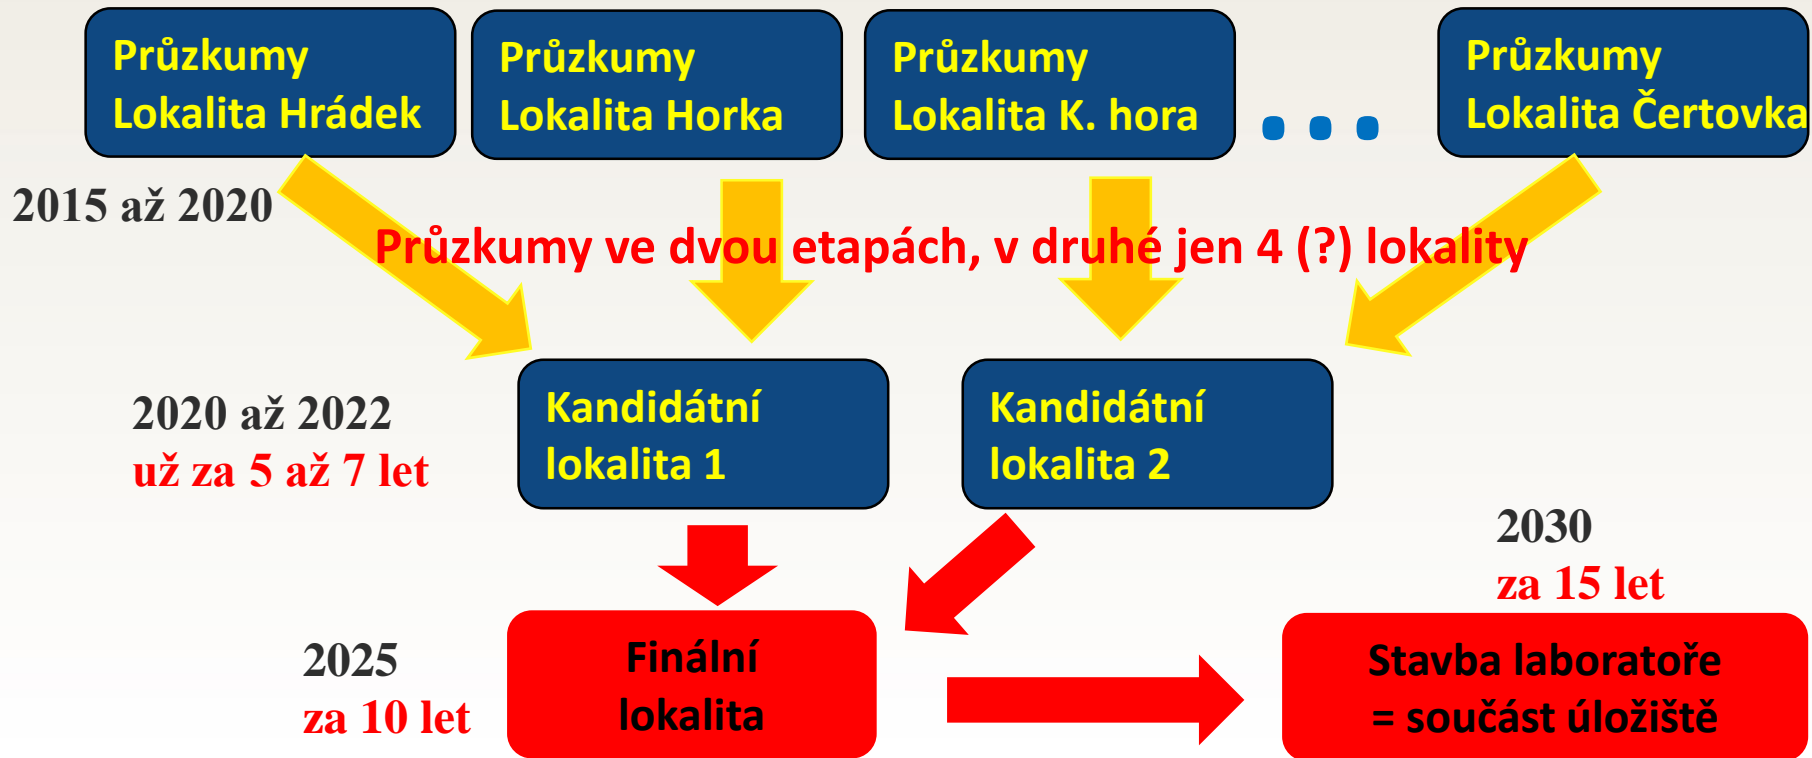 Průzkumy
Lokalita Hrádek
Průzkumy
Lokalita Horka
Průzkumy
Lokalita K. hora
Průzkumy
Lokalita Čertovka
...
2015 až 2020
Průzkumy ve dvou etapách, v druhé jen 4 (?) lokality
2020 až 2022
už za 5 až 7 let
Kandidátní
lokalita 1
Kandidátní
lokalita 2
2030
za 15 let
2025
za 10 let
Finální
lokalita
Stavba laboratoře
= součást úložiště